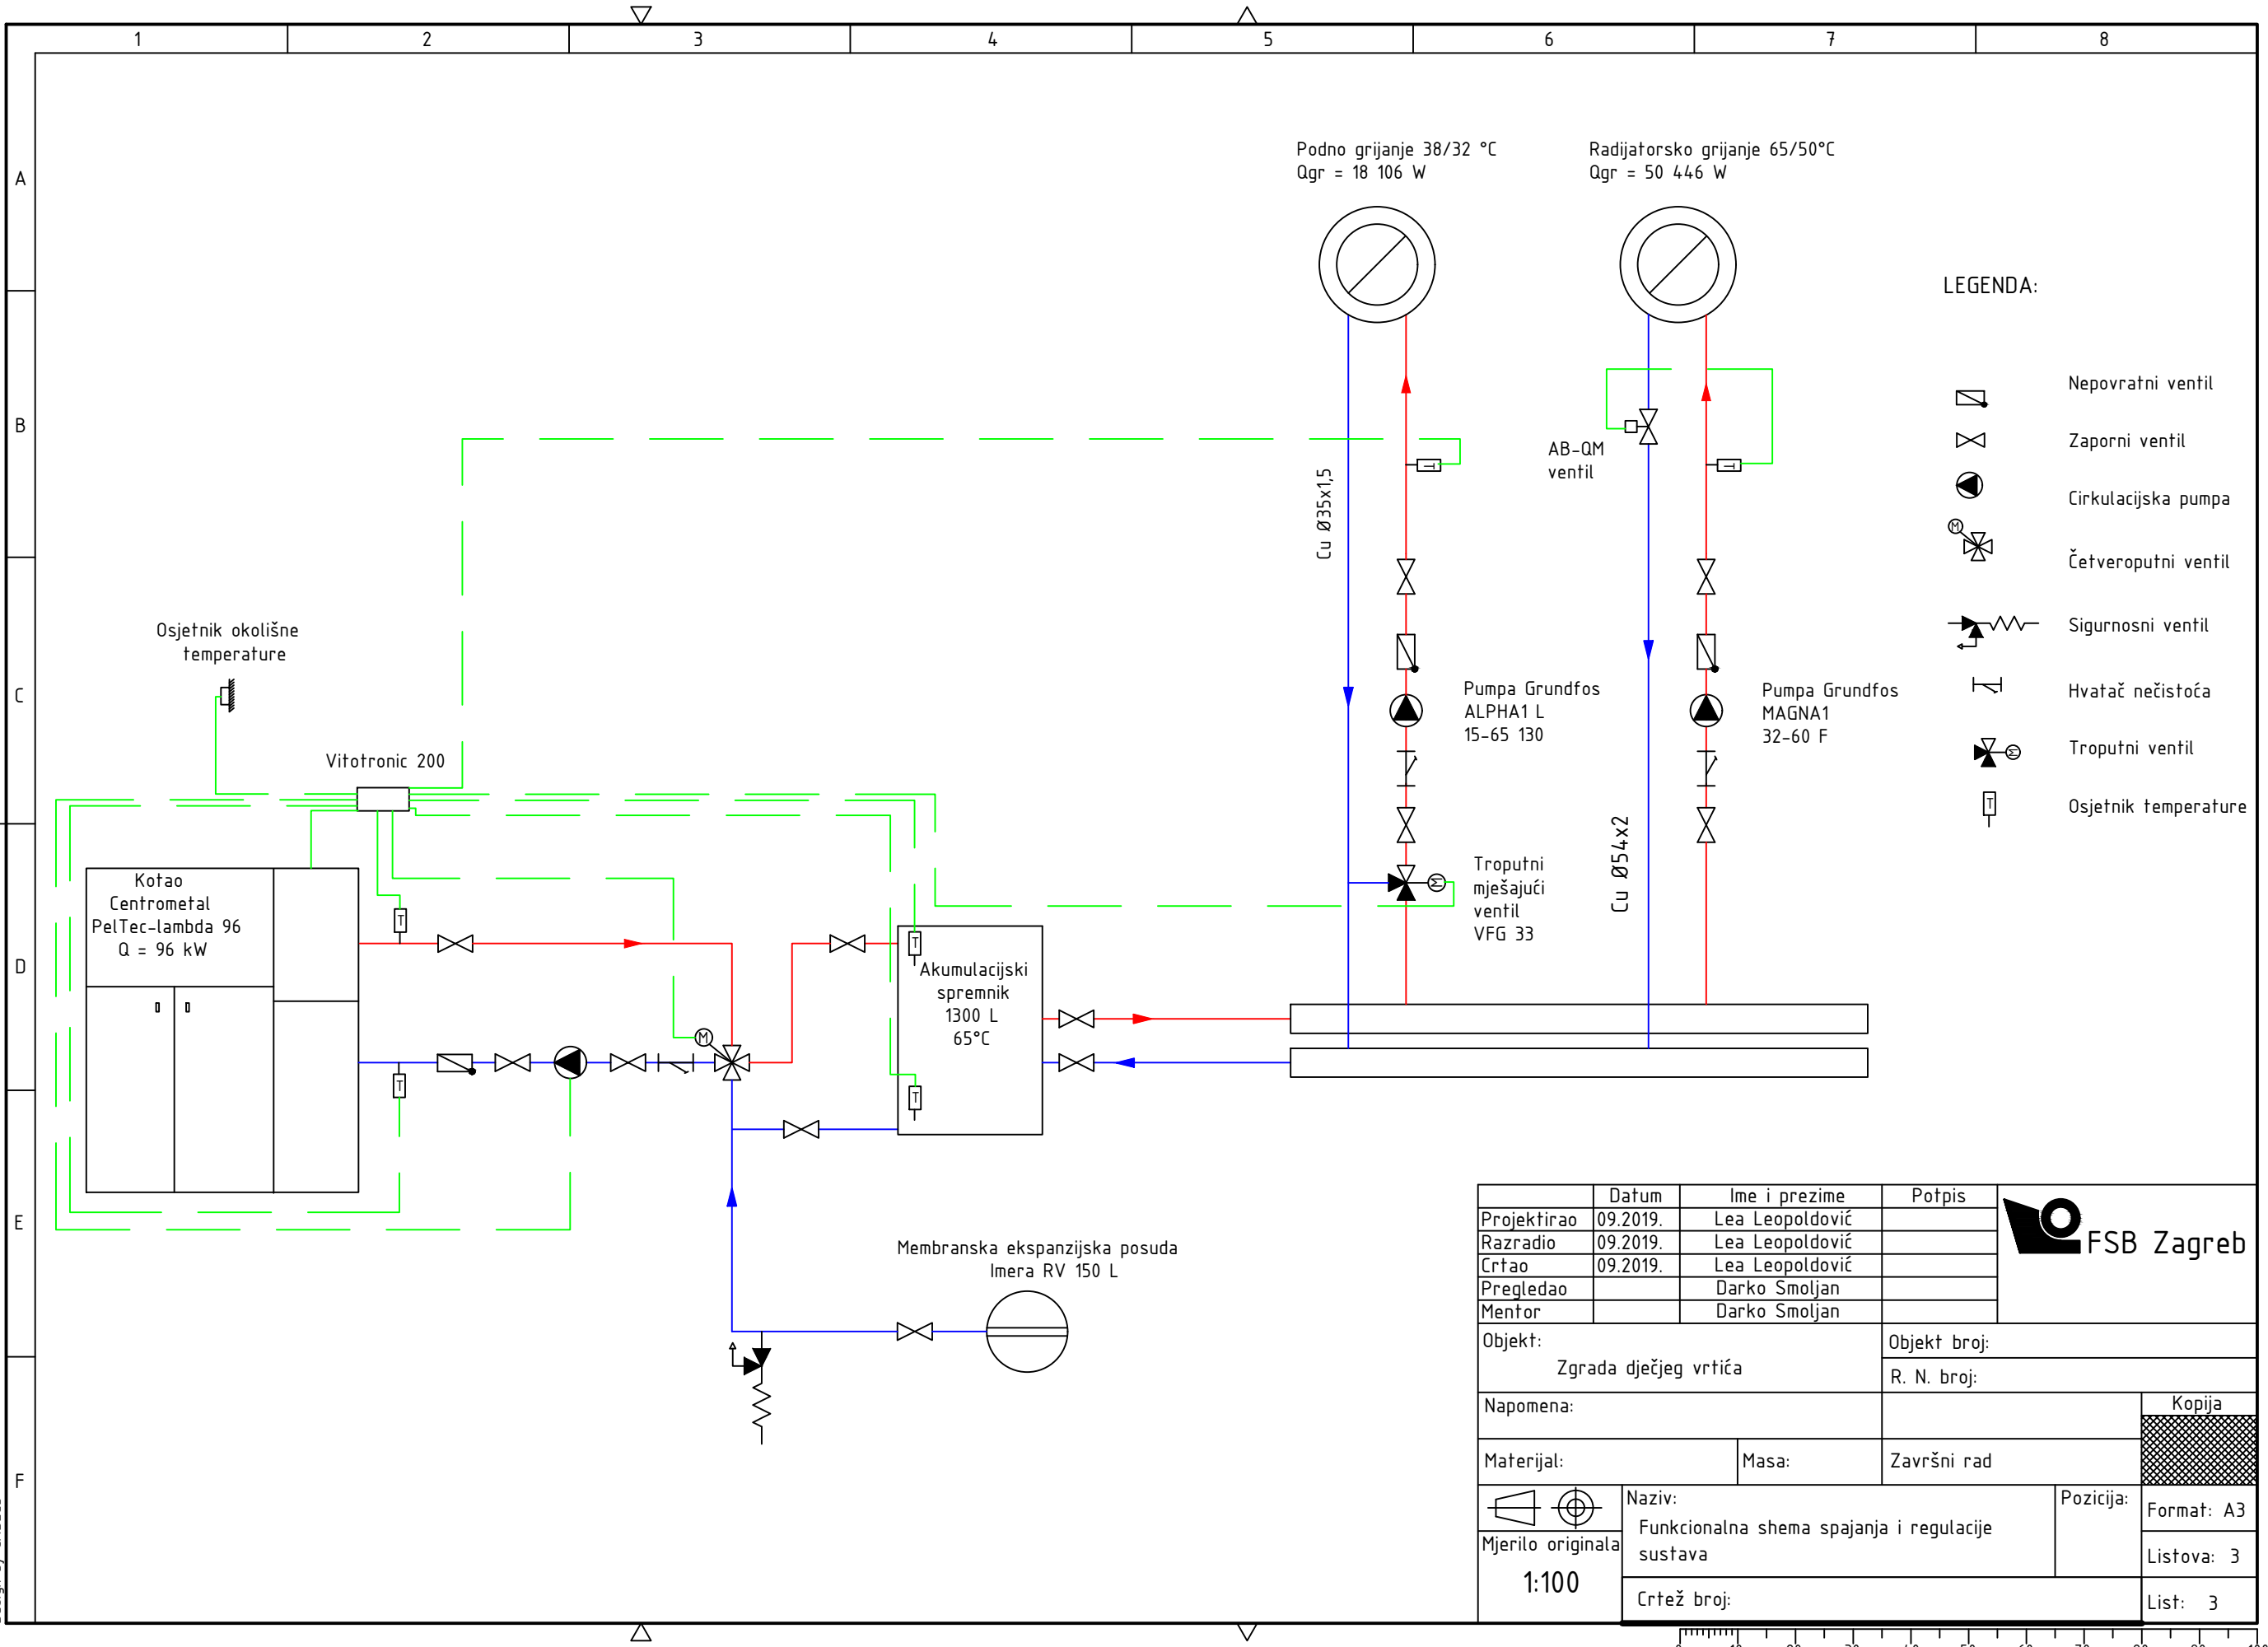 1 2 3 4 5 6 7 8
A
B
C
D
E
F
Podno grijanje 38/32 °C
Qgr = 18 106 W
Radijatorsko grijanje 65/50°C
Qgr = 50 446 W
LEGENDA:
Nepovratni ventil
Zaporni ventil
Cirkulacijska pumpa
M
Četveroputni ventil
Sigurnosni ventil
Hvatač nečistoća
M
Troputni ventil
T
Osjetnik temperature
AB-QM
ventil
T
T
Cu Ø35x1,5
Cu Ø54x2
Osjetnik okolišne
temperature
Vitotronic 200
Pumpa Grundfos
ALPHA1 L
15-65 130
Pumpa Grundfos
MAGNA1
32-60 F
Troputni
mješajući
ventil
VFG 33
M
Kotao
Centrometal
PelTec-lambda 96
Q = 96 kW
T
T
M
T
Akumulacijski
spremnik
1300 L
65°C
T
Membranska ekspanzijska posuda
Imera RV 150 L
Datum Ime i prezime Potpis
Projektirao 09.2019. Lea Leopoldović
Razradio 09.2019. Lea Leopoldović
Crtao 09.2019. Lea Leopoldović
Pregledao Darko Smoljan
Mentor Darko Smoljan
FSB Zagreb
Objekt:
Zgrada dječjeg vrtića
Objekt broj:
R. N. broj:
Napomena:
Kopija
Materijal:
Masa:
Završni rad
Naziv:
Funkcionalna shema spajanja i regulacije
sustava
Pozicija:
Format: A3
Mjerilo originala
1:100
Listova: 3
Crtež broj:
List: 3